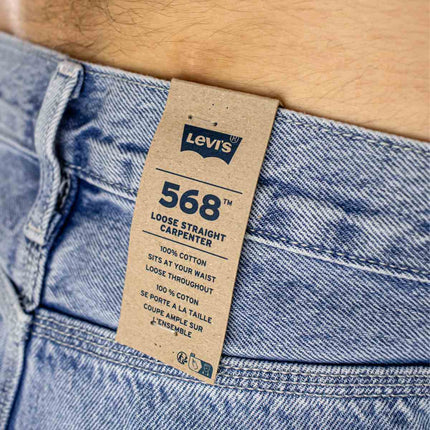 Levi's®
568™
LOOSE STRAIGHT
CARPENTER
100% COTTON
SITS AT YOUR WAIST
LOOSE THROUGHOUT
100 % COTON
SE PORTE A LA TAILLE
COUPE AMPLE SUR
L'ENSEMBLE